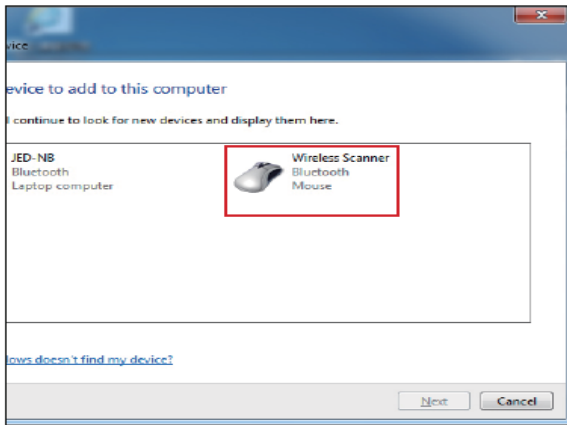 vice
evice to add to this computer
l continue to look for new devices and display them here.
JED-NB
Bluetooth
Laptop computer
Wireless Scanner
Bluetooth
Mouse
lows doesn't find my device?
Next
Cancel